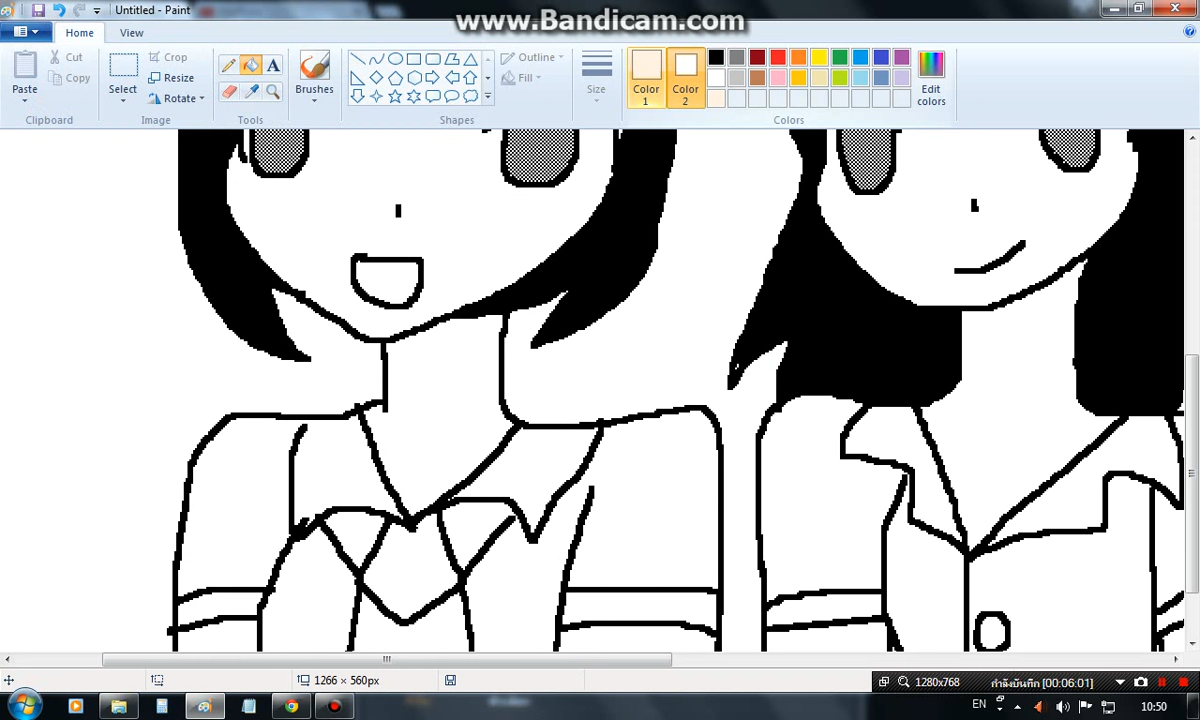 Untitled - Paint
www.Bandicam.com
Home
View
Paste
Cut
Copy
Clipboard
Select
Crop
Resize
Rotate
Image
A
Tools
Brushes
Outline
Fill
Shapes
Size
Color
1
Color
2
Edit
colors
Colors
1266 × 560px
1280x768
กำลังบันทึก [00:06:01]
EN
10:50